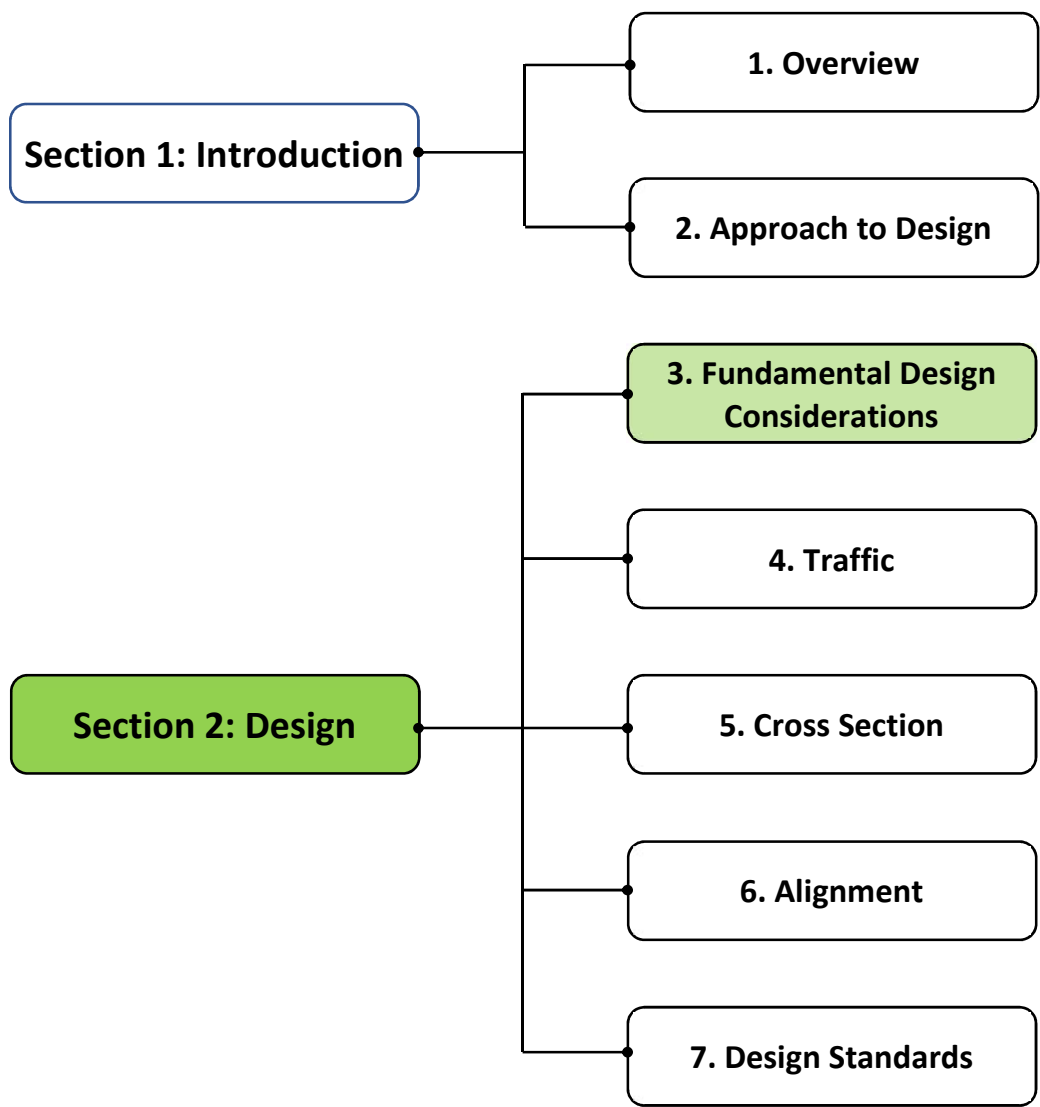 Section 1: Introduction
1. Overview
2. Approach to Design
Section 2: Design
3. Fundamental Design
Considerations
4. Traffic
5. Cross Section
6. Alignment
7. Design Standards